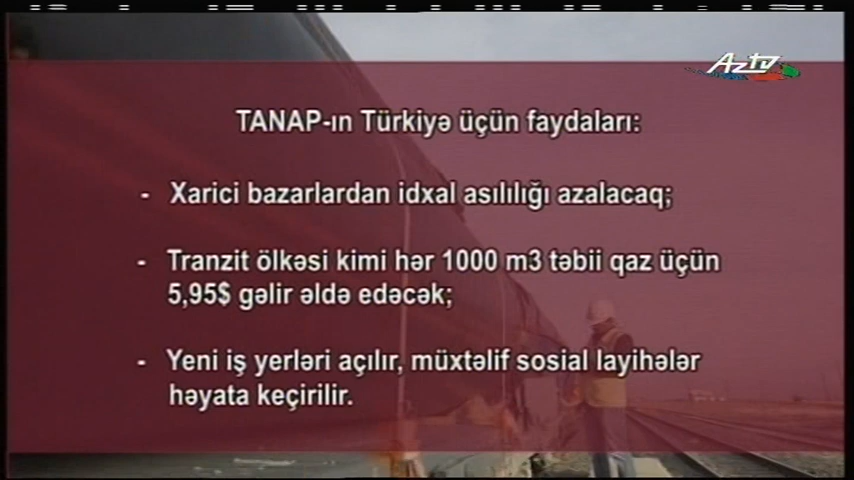 Aztv
TANAP-ın Türkiyə üçün faydaları:
- Xarici bazarlardan idxal asılılığı azalacaq;
- Tranzit ölkəsi kimi hər 1000 m3 təbii qaz üçün
5,95$ gəlir əldə edəcək;
- Yeni iş yerləri açılır, müxtəlif sosial layihələr
həyata keçirilir.